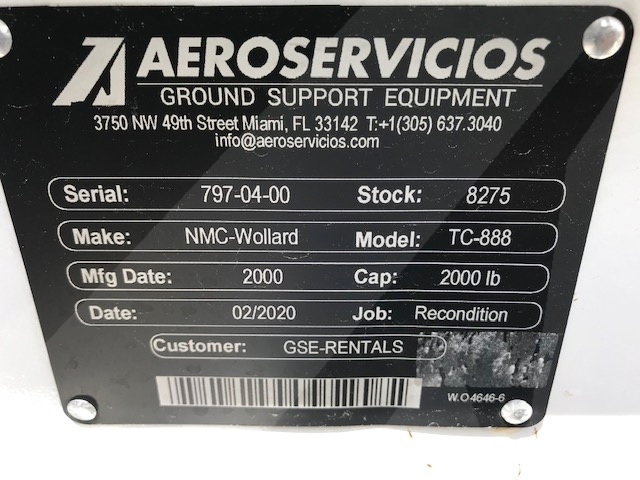 AEROSERVICIOS
GROUND SUPPORT EQUIPMENT
3750 NW 49th Street Miami, FL 33142 T:+1(305) 637.3040
info@aeroservicios.com
Serial: 797-04-00 Stock: 8275
Make: NMC-Wollard Model: TC-888
Mfg Date: 2000 Cap: 2000 lb
Date: 02/2020 Job: Recondition
Customer: GSE-RENTALS
W.O 4646-6